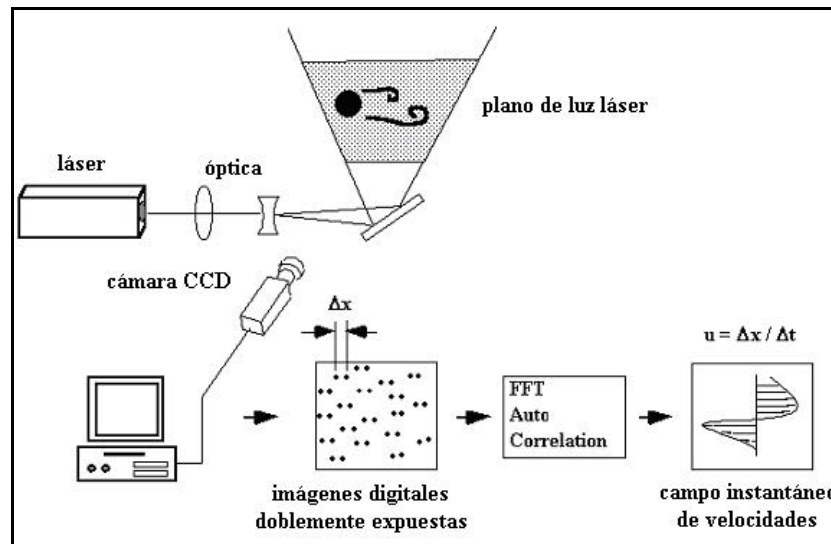 plano de luz láser
láser
óptica
cámara CCD
Δx
u = Δx / Δt
FFT
Auto
Correlation
imágenes digitales
doblemente expuestas
campo instantáneo
de velocidades